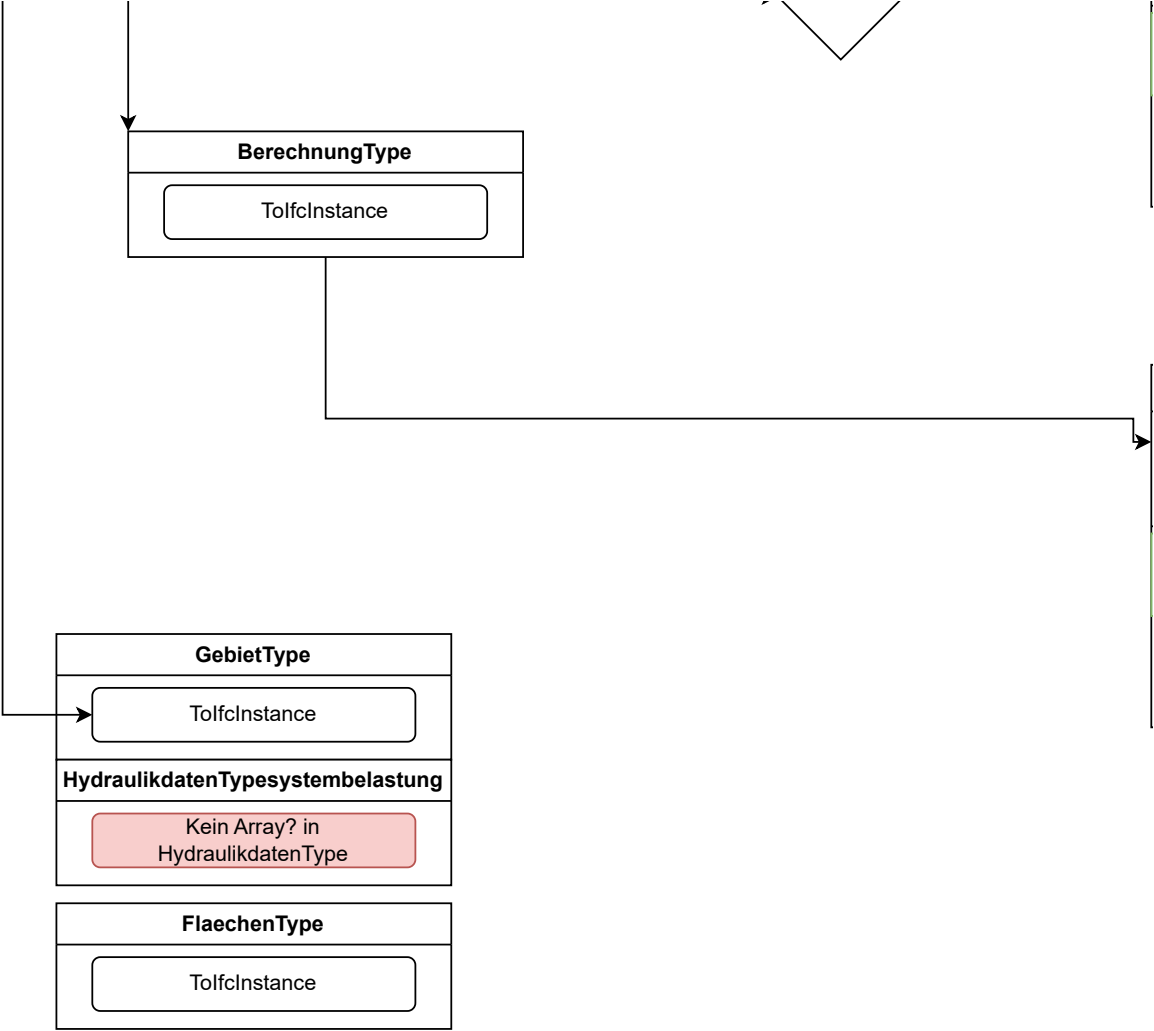 BerechnungType
ToIfcInstance
GebietType
ToIfcInstance
HydraulikdatenTypesystembelastung
Kein Array? in
HydraulikdatenType
FlaechenType
ToIfcInstance